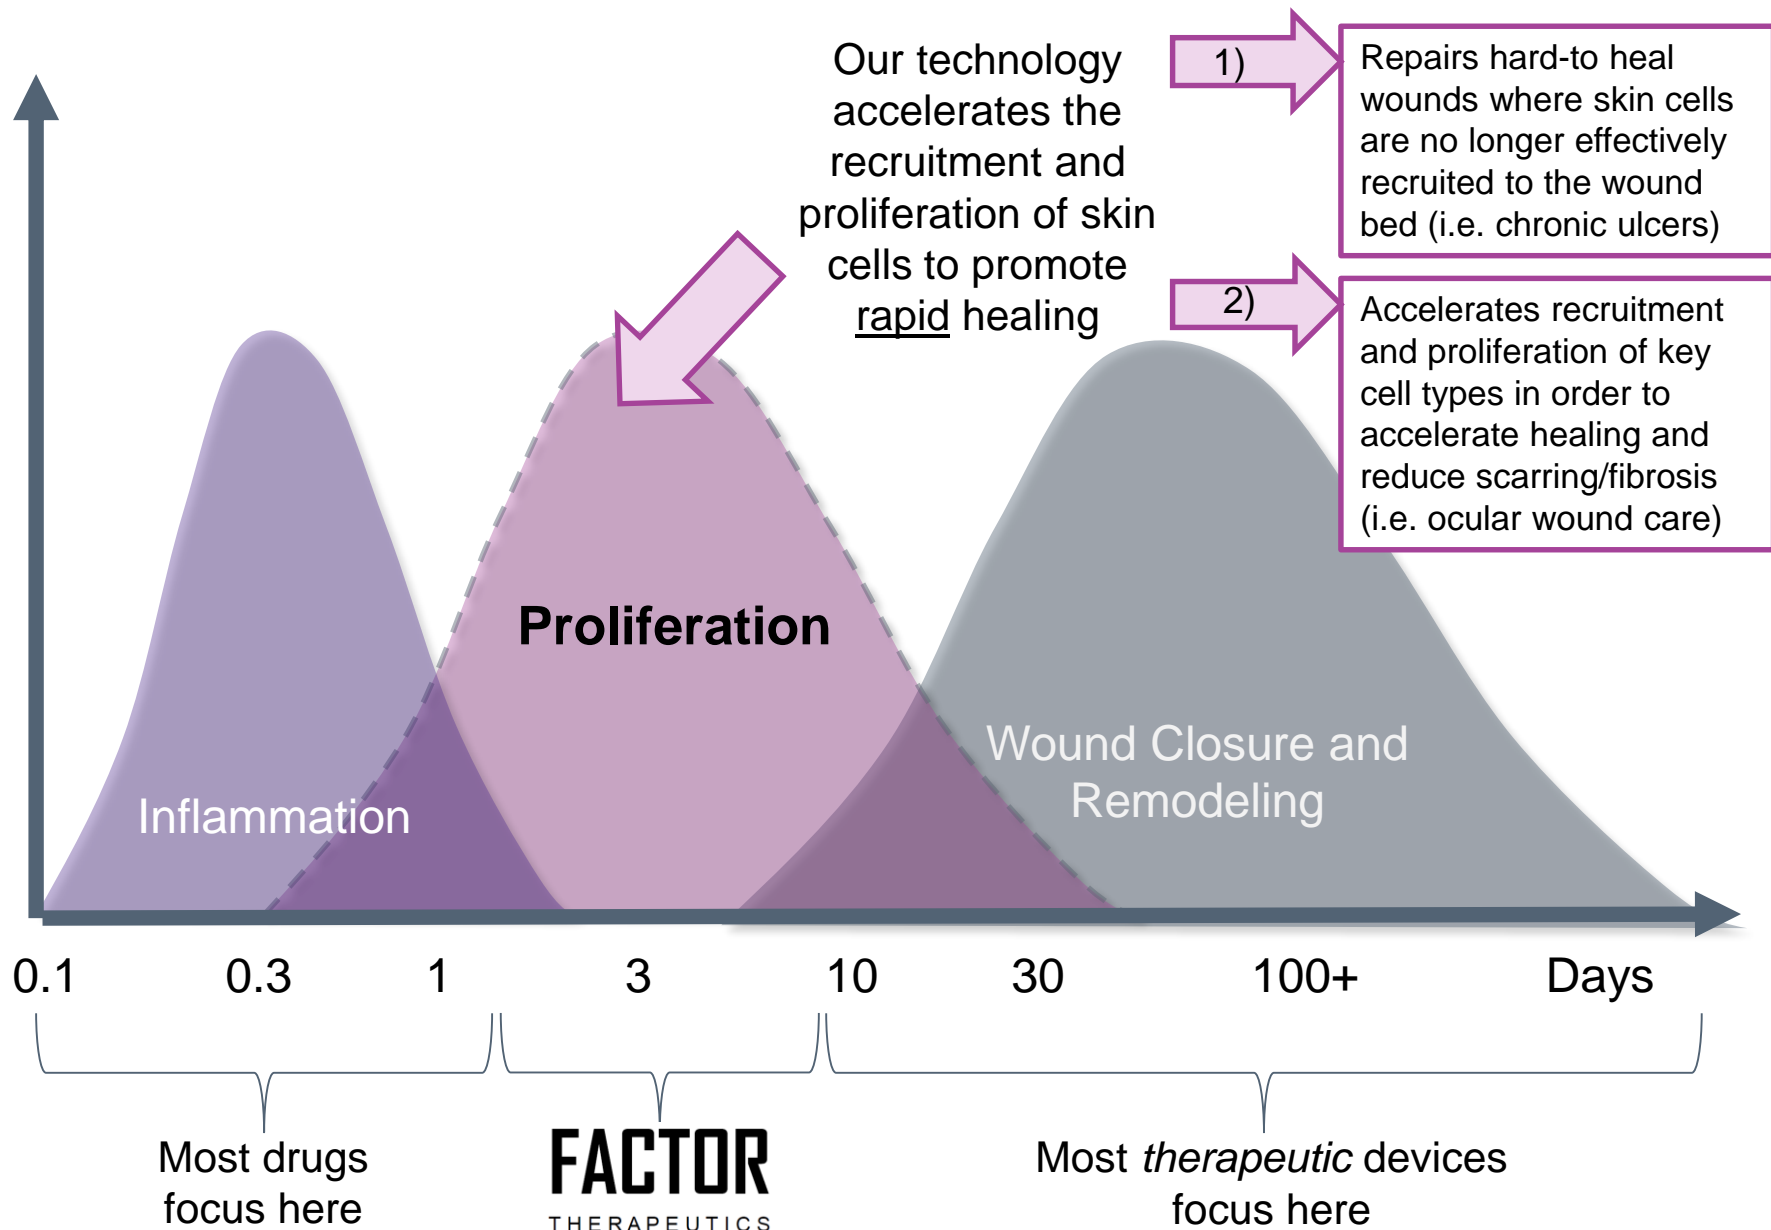 Our technology
accelerates the
recruitment and
proliferation of skin
cells to promote
rapid healing
1)
Repairs hard-to heal
wounds where skin cells
are no longer effectively
recruited to the wound
bed (i.e. chronic ulcers)
2)
Accelerates recruitment
and proliferation of key
cell types in order to
accelerate healing and
reduce scarring/fibrosis
(i.e. ocular wound care)
Inflammation
Proliferation
Wound Closure and
Remodeling
0.1 0.3 1 3 10 30 100+ Days
Most drugs
focus here
FACTOR
THERAPEUTICS
Most therapeutic devices
focus here